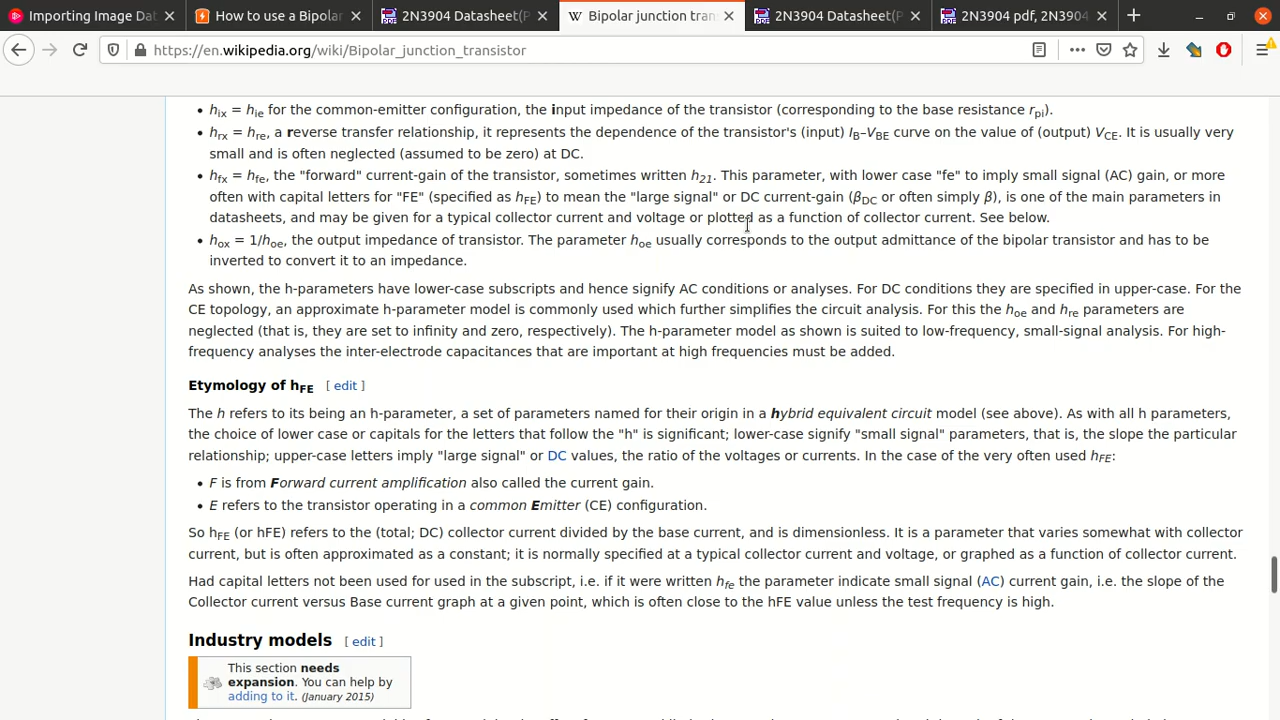 Importing Image Dat
How to use a Bipolar
2N3904 Datasheet(P
Bipolar junction tran
2N3904 Datasheet(P
2N3904 pdf, 2N3904
https://en.wikipedia.org/wiki/Bipolar_junction_transistor
• hix = hie for the common-emitter configuration, the input impedance of the transistor (corresponding to the base resistance rpi).
• hrx = hre, a reverse transfer relationship, it represents the dependence of the transistor's (input) IB–VBE curve on the value of (output) VCE. It is usually very
small and is often neglected (assumed to be zero) at DC.
• hfx = hfe, the "forward" current-gain of the transistor, sometimes written h21. This parameter, with lower case "fe" to imply small signal (AC) gain, or more
often with capital letters for "FE" (specified as hFE) to mean the "large signal" or DC current-gain (βDC or often simply β), is one of the main parameters in
datasheets, and may be given for a typical collector current and voltage or plotted as a function of collector current. See below.
• hox = 1/hoe, the output impedance of transistor. The parameter hoe usually corresponds to the output admittance of the bipolar transistor and has to be
inverted to convert it to an impedance.
As shown, the h-parameters have lower-case subscripts and hence signify AC conditions or analyses. For DC conditions they are specified in upper-case. For the
CE topology, an approximate h-parameter model is commonly used which further simplifies the circuit analysis. For this the hoe and hre parameters are
neglected (that is, they are set to infinity and zero, respectively). The h-parameter model as shown is suited to low-frequency, small-signal analysis. For high-
frequency analyses the inter-electrode capacitances that are important at high frequencies must be added.
Etymology of hFE [ edit ]
The h refers to its being an h-parameter, a set of parameters named for their origin in a hybrid equivalent circuit model (see above). As with all h parameters,
the choice of lower case or capitals for the letters that follow the "h" is significant; lower-case signify "small signal" parameters, that is, the slope the particular
relationship; upper-case letters imply "large signal" or DC values, the ratio of the voltages or currents. In the case of the very often used hFE:
• F is from Forward current amplification also called the current gain.
• E refers to the transistor operating in a common Emitter (CE) configuration.
So hFE (or hFE) refers to the (total; DC) collector current divided by the base current, and is dimensionless. It is a parameter that varies somewhat with collector
current, but is often approximated as a constant; it is normally specified at a typical collector current and voltage, or graphed as a function of collector current.
Had capital letters not been used for used in the subscript, i.e. if it were written hfe the parameter indicate small signal (AC) current gain, i.e. the slope of the
Collector current versus Base current graph at a given point, which is often close to the hFE value unless the test frequency is high.
Industry models [ edit ]
This section needs
expansion. You can help by
adding to it. (January 2015)